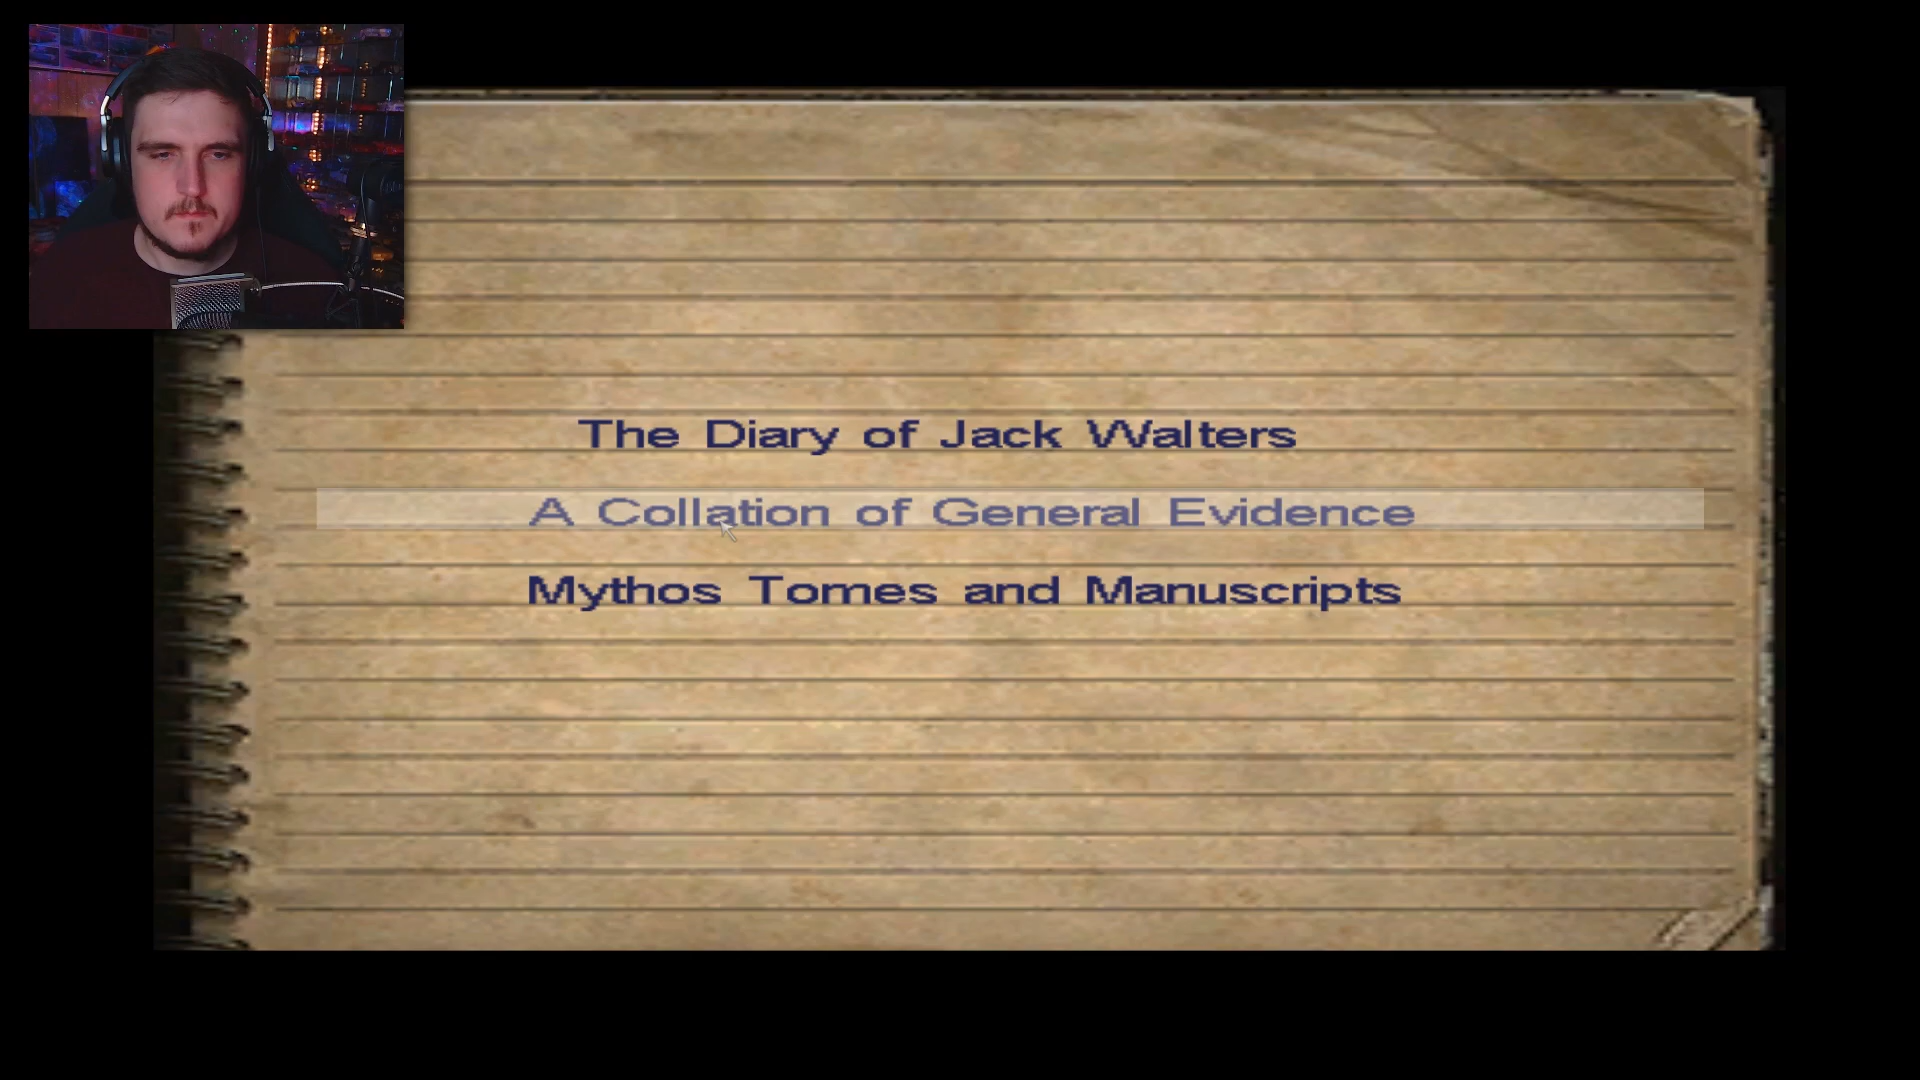 The Diary of Jack Walters
A Collation of General Evidence
Mythos Tomes and Manuscripts